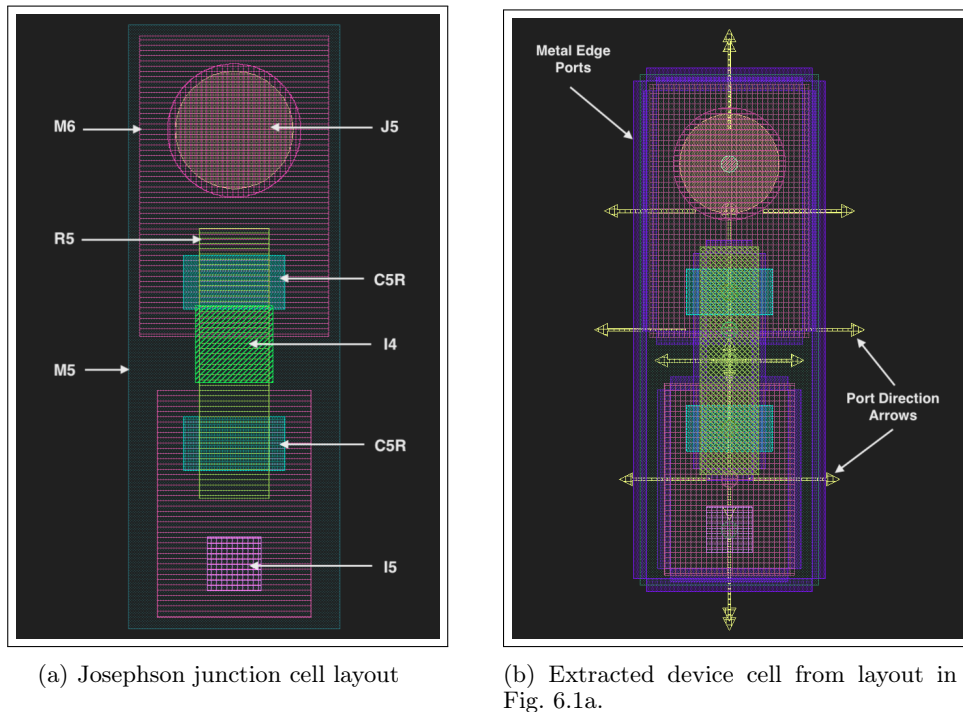 M6
J5
R5
C5R
I4
M5
C5R
I5
Metal Edge
Ports
Port Direction
Arrows
(a) Josephson junction cell layout
(b) Extracted device cell from layout in
Fig. 6.1a.